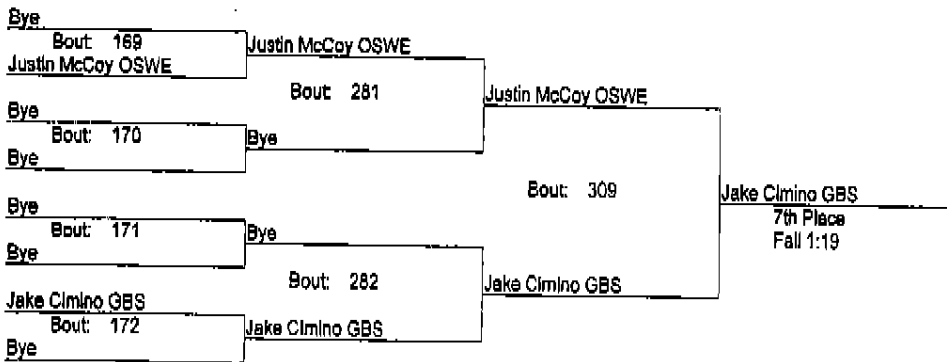 Bye
Bout: 169
Justin McCoy OSWE
Justin McCoy OSWE
Bout: 281
Bye
Bout: 170
Bye
Bye
Justin McCoy OSWE
Bout: 309
Bye
Bout: 171
Bye
Bye
Bout: 282
Jake Cimino GBS
Bout: 172
Bye
Jake Cimino GBS
Jake Cimino GBS
Jake Cimino GBS
7th Place
Fall 1:19